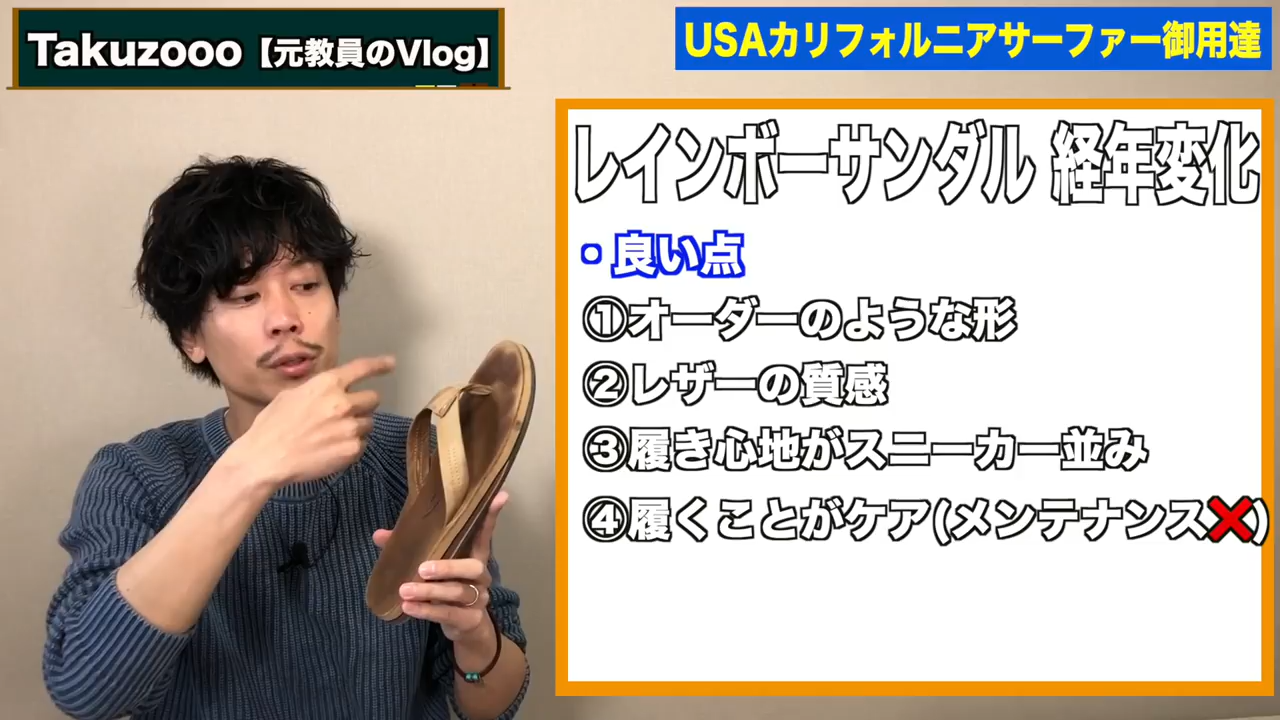 Takuzooo【元教員のVlog】
USAカリフォルニアサーファー御用達
レインボーサンダル 経年変化
・良い点
①オーダーのような形
②レザーの質感
③履き心地がスニーカー並み
④履くことがケア(メンテナンス❌)